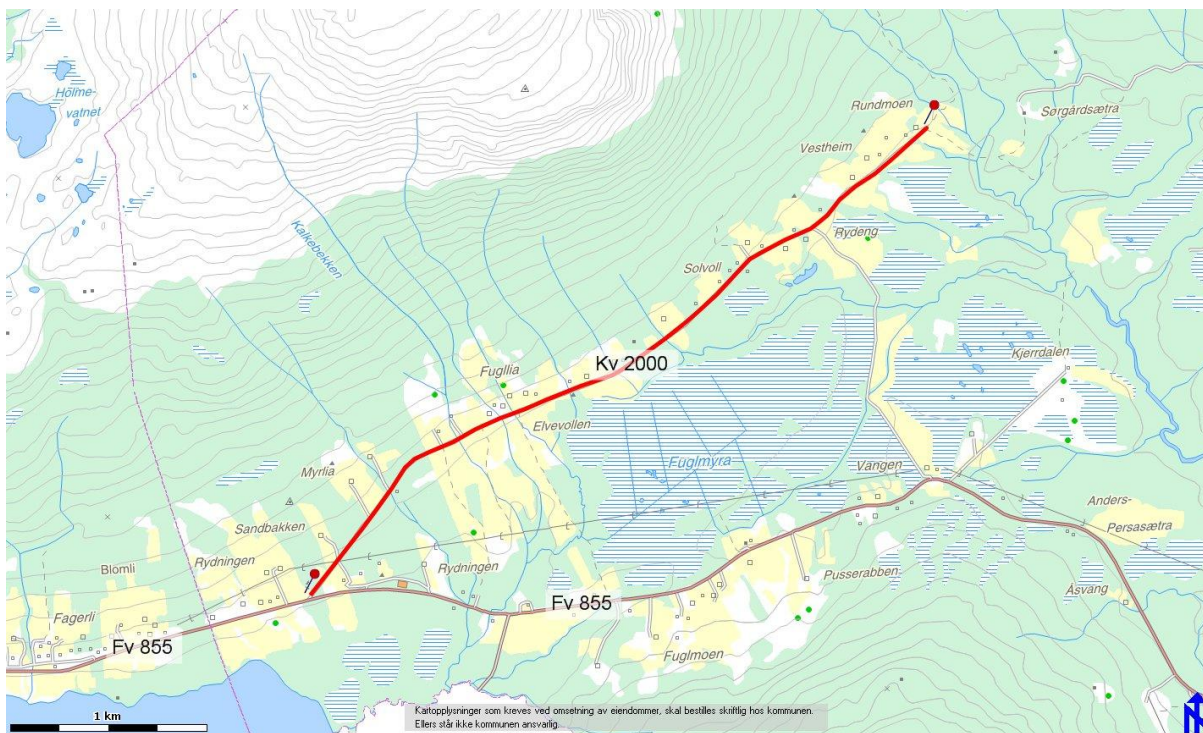 Hölme-
vatnet
Rundmoen
Sørgårdsætra
Vestheim
Kalkebekken
Rydeng
Solvoll
Kjerrdalen
Kv 2000
Fugllia
Elvevollen
Fuglmyra
Vangen
Myrlia
Anders-
Persasætra
Sandbakken
Rydningen
Blomli
Rydningen
Pusserabben
Åsvang
Fagerli
Fv 855
Fv 855
Fuglmoen
1 km
Kartopplysninger som kreves ved omsetning av eiendommer, skal bestilles skriftlig hos kommunen.
Ellers står ikke kommunen ansvarlig.
N